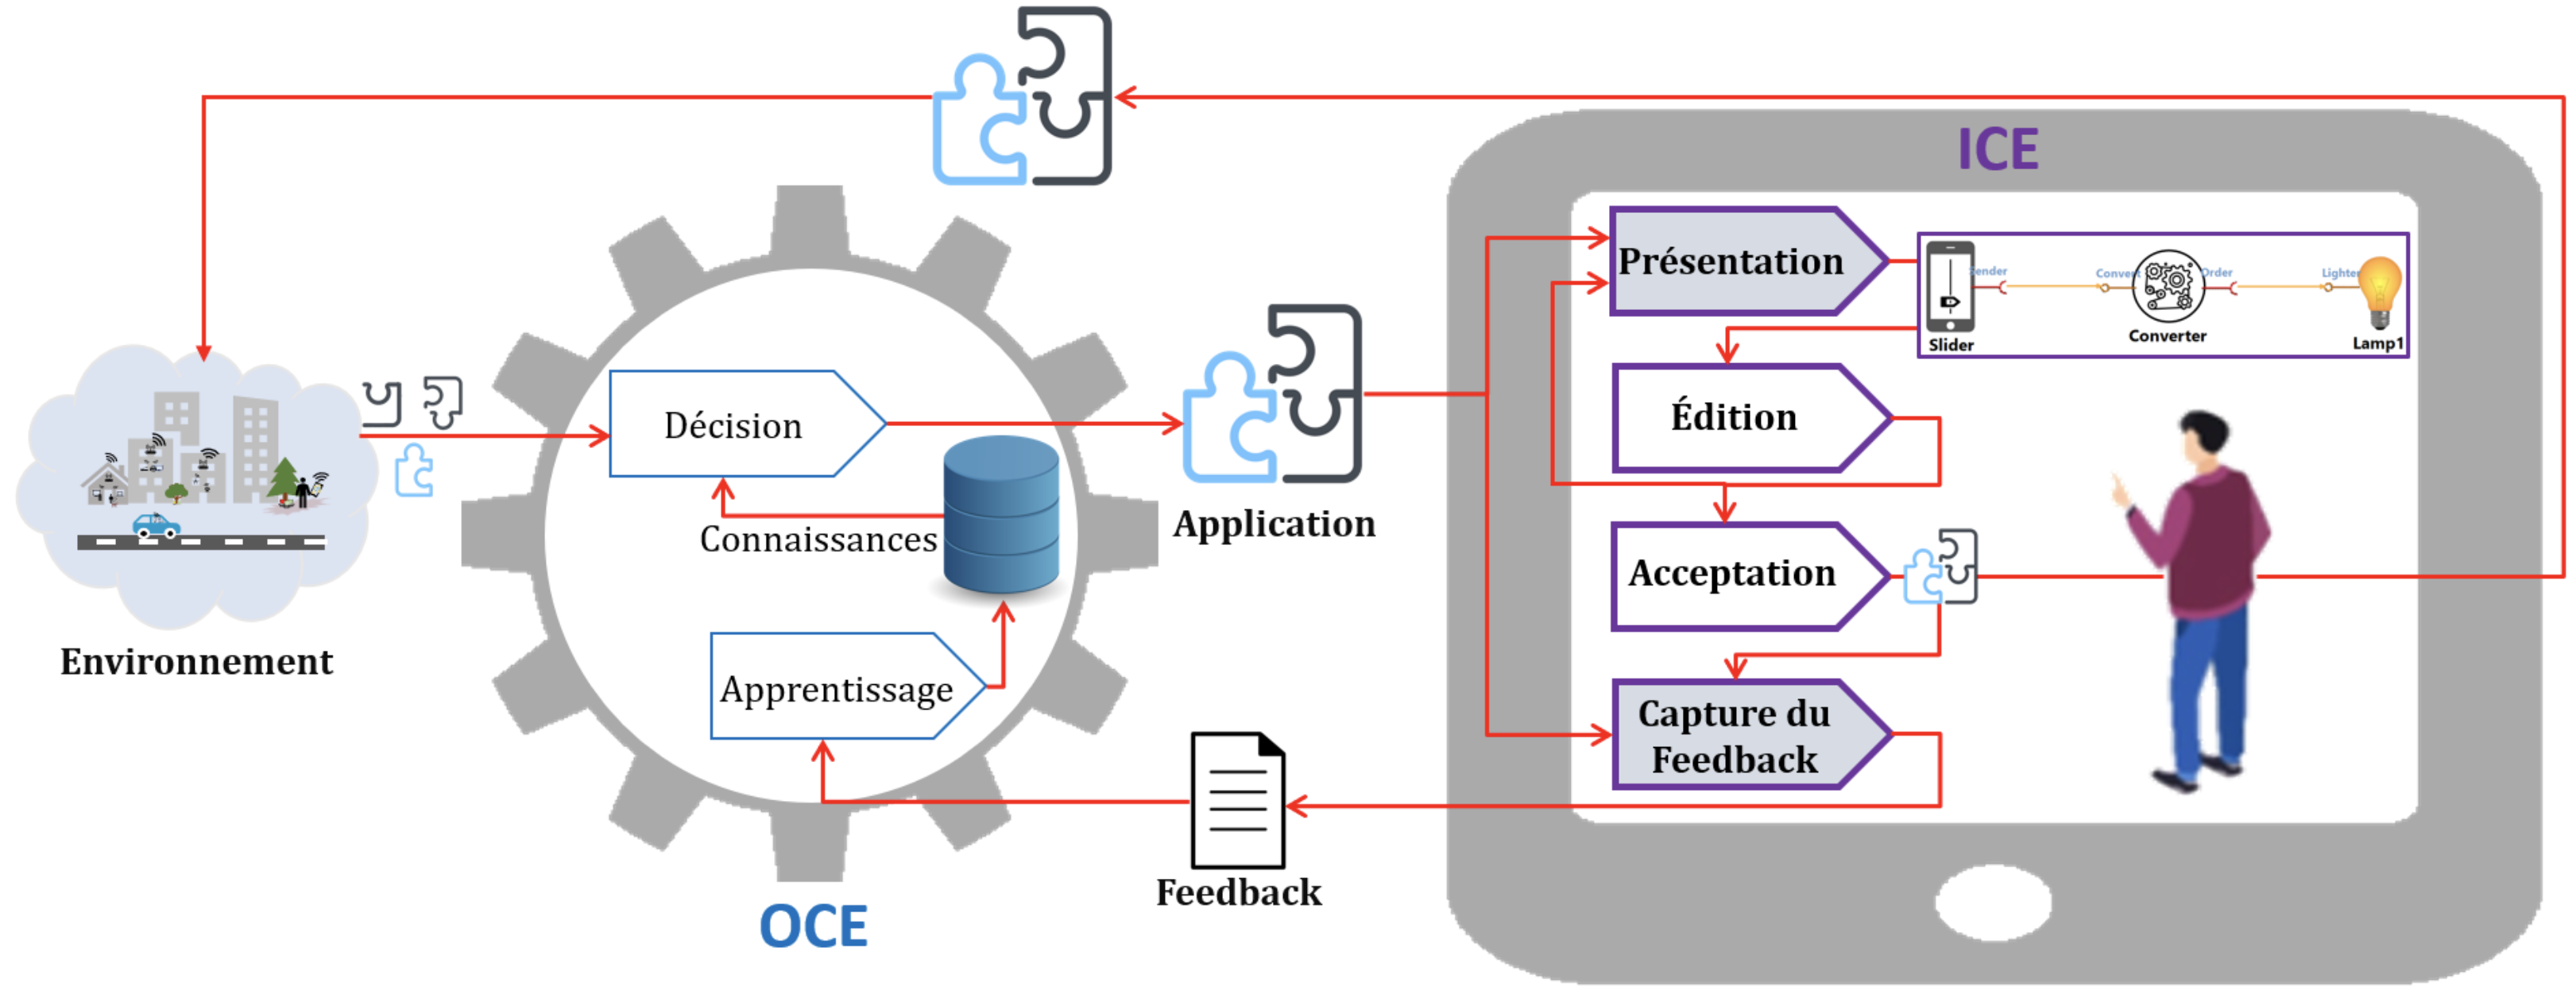 ICE
Présentation
Sender
Convert
Order
Lighter
Slider
Converter
Lamp1
Édition
Décision
Connaissances
Application
Acceptation
Environnement
Apprentissage
Capture du
Feedback
Feedback
OCE